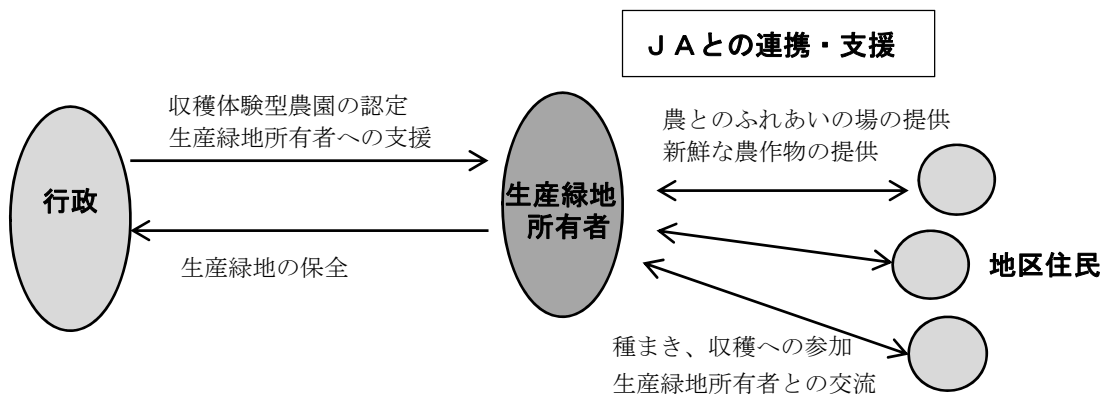 ＪＡとの連携・支援
収穫体験型農園の認定
生産緑地所有者への支援
農とのふれあいの場の提供
新鮮な農作物の提供
行政
生産緑地
所有者
生産緑地の保全
地区住民
種まき、収穫への参加
生産緑地所有者との交流